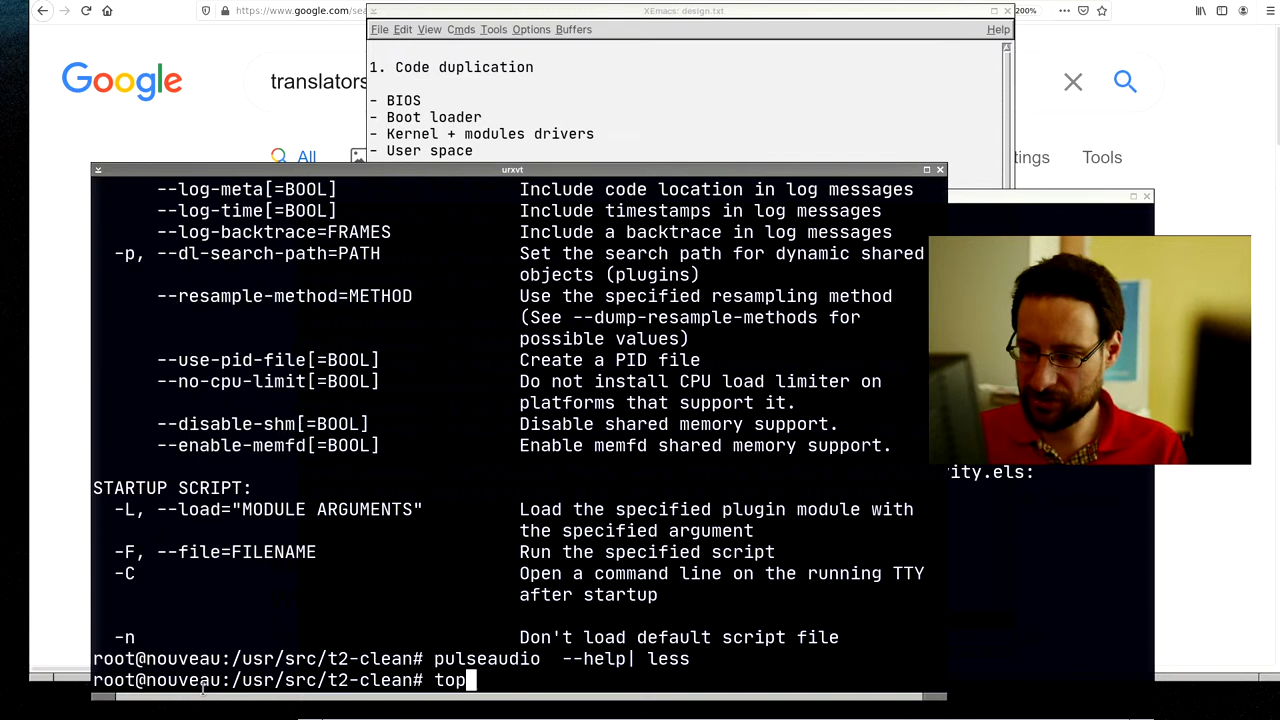 https://www.google.com/sea
XEmacs: design.txt
200%
File Edit View Cmds Tools Options Buffers
Help
Google
translators
1. Code duplication
- BIOS
- Boot loader
- Kernel + modules drivers
- User space
All
tings
Tools
urxvt
--log-meta[=BOOL] Include code location in log messages
--log-time[=BOOL] Include timestamps in log messages
--log-backtrace=FRAMES Include a backtrace in log messages
-p, --dl-search-path=PATH Set the search path for dynamic shared
objects (plugins)
--resample-method=METHOD Use the specified resampling method
(See --dump-resample-methods for
possible values)
--use-pid-file[=BOOL] Create a PID file
--no-cpu-limit[=BOOL] Do not install CPU load limiter on
platforms that support it.
--disable-shm[=BOOL] Disable shared memory support.
--enable-memfd[=BOOL] Enable memfd shared memory support.
ity.els:
STARTUP SCRIPT:
-L, --load="MODULE ARGUMENTS" Load the specified plugin module with
the specified argument
-F, --file=FILENAME Run the specified script
-C Open a command line on the running TTY
after startup
-n Don't load default script file
root@nouveau:/usr/src/t2-clean# pulseaudio  --help| less
root@nouveau:/usr/src/t2-clean# top